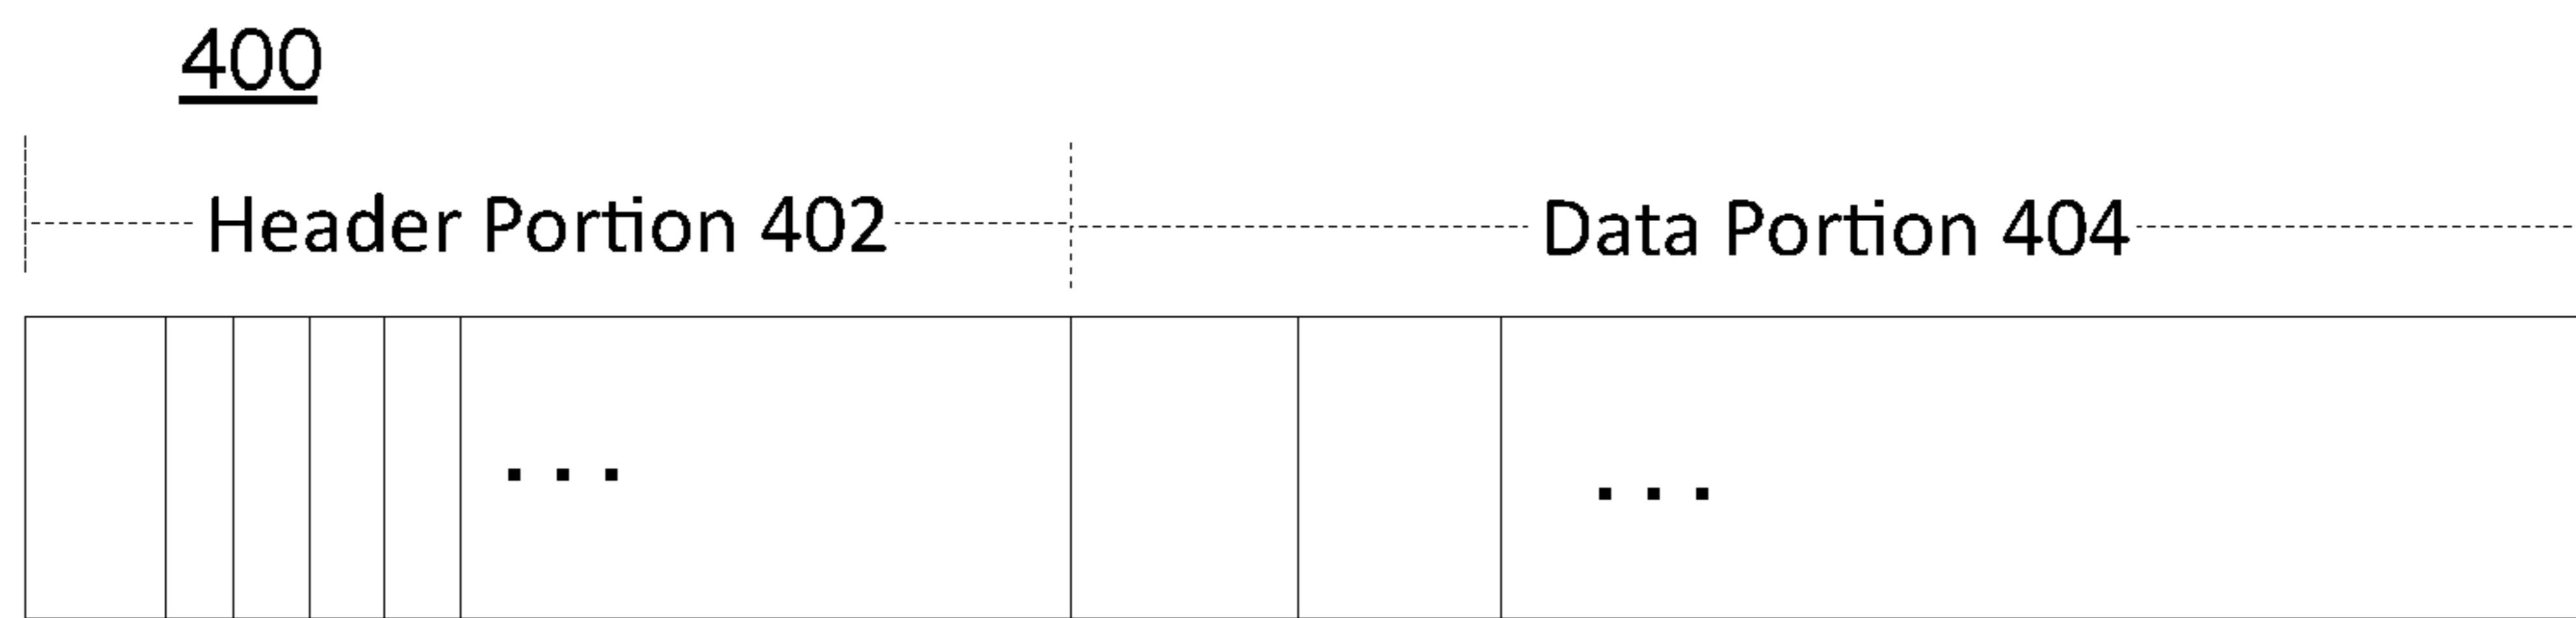 400
Header Portion 402 Data Portion 404
. . .
. . .